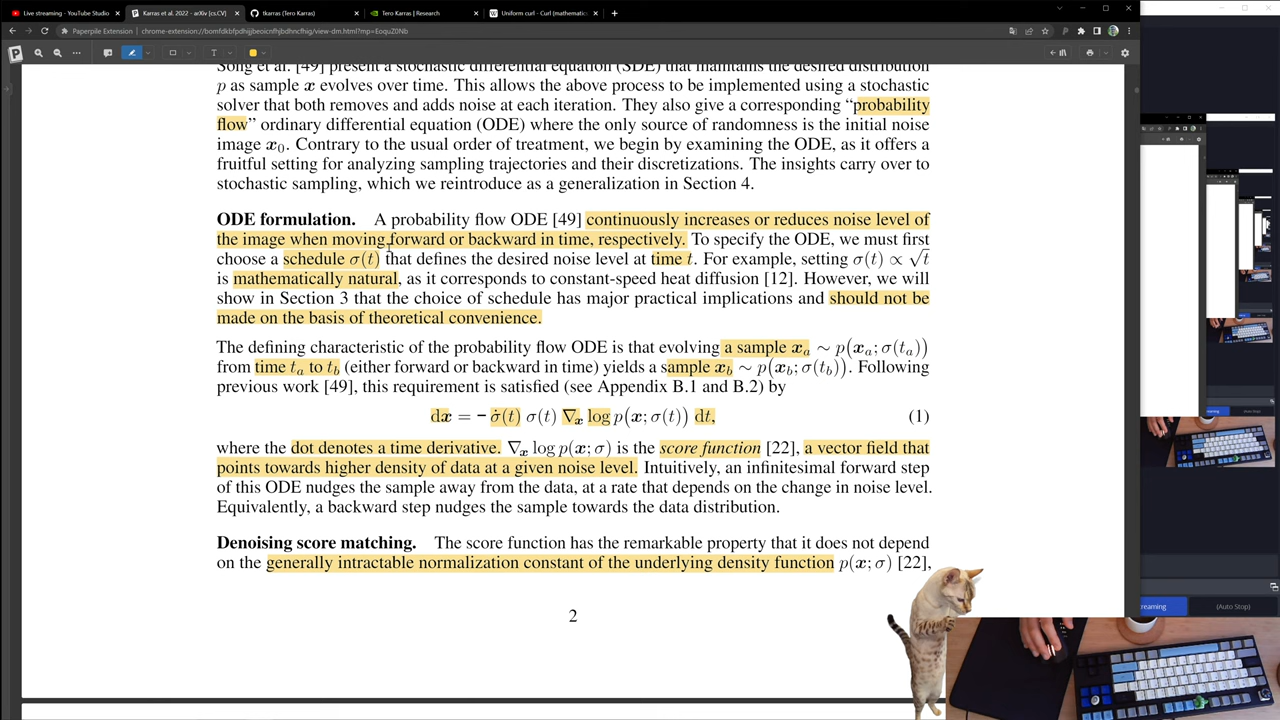 Live streaming - YouTube Studio
Karras et al. 2022 - arXiv [cs.CV]
tkarras (Tero Karras)
Tero Karras | Research
Uniform curl - Curl (mathematic
Paperpile Extension | chrome-extension://bomfdkbfpdhijjbeoicnfhjbdhncfhig/view-dm.html?mp=EoquZ0Nb
Song et al. [49] present a stochastic differential equation (SDE) that maintains the desired distribution
p as sample x evolves over time. This allows the above process to be implemented using a stochastic
solver that both removes and adds noise at each iteration. They also give a corresponding “probability
flow” ordinary differential equation (ODE) where the only source of randomness is the initial noise
image x₀. Contrary to the usual order of treatment, we begin by examining the ODE, as it offers a
fruitful setting for analyzing sampling trajectories and their discretizations. The insights carry over to
stochastic sampling, which we reintroduce as a generalization in Section 4.
ODE formulation. A probability flow ODE [49] continuously increases or reduces noise level of
the image when moving forward or backward in time, respectively. To specify the ODE, we must first
choose a schedule σ(t) that defines the desired noise level at time t. For example, setting σ(t) ∝ √t
is mathematically natural, as it corresponds to constant-speed heat diffusion [12]. However, we will
show in Section 3 that the choice of schedule has major practical implications and should not be
made on the basis of theoretical convenience.
The defining characteristic of the probability flow ODE is that evolving a sample xₐ ∼ p(xₐ; σ(tₐ))
from time tₐ to t_b (either forward or backward in time) yields a sample x_b ∼ p(x_b; σ(t_b)). Following
previous work [49], this requirement is satisfied (see Appendix B.1 and B.2) by
dx = − σ̇(t) σ(t) ∇ₓ log p(x; σ(t)) dt, (1)
where the dot denotes a time derivative. ∇ₓ log p(x; σ) is the score function [22], a vector field that
points towards higher density of data at a given noise level. Intuitively, an infinitesimal forward step
of this ODE nudges the sample away from the data, at a rate that depends on the change in noise level.
Equivalently, a backward step nudges the sample towards the data distribution.
Denoising score matching. The score function has the remarkable property that it does not depend
on the generally intractable normalization constant of the underlying density function p(x; σ) [22],
2
(Auto Stop)